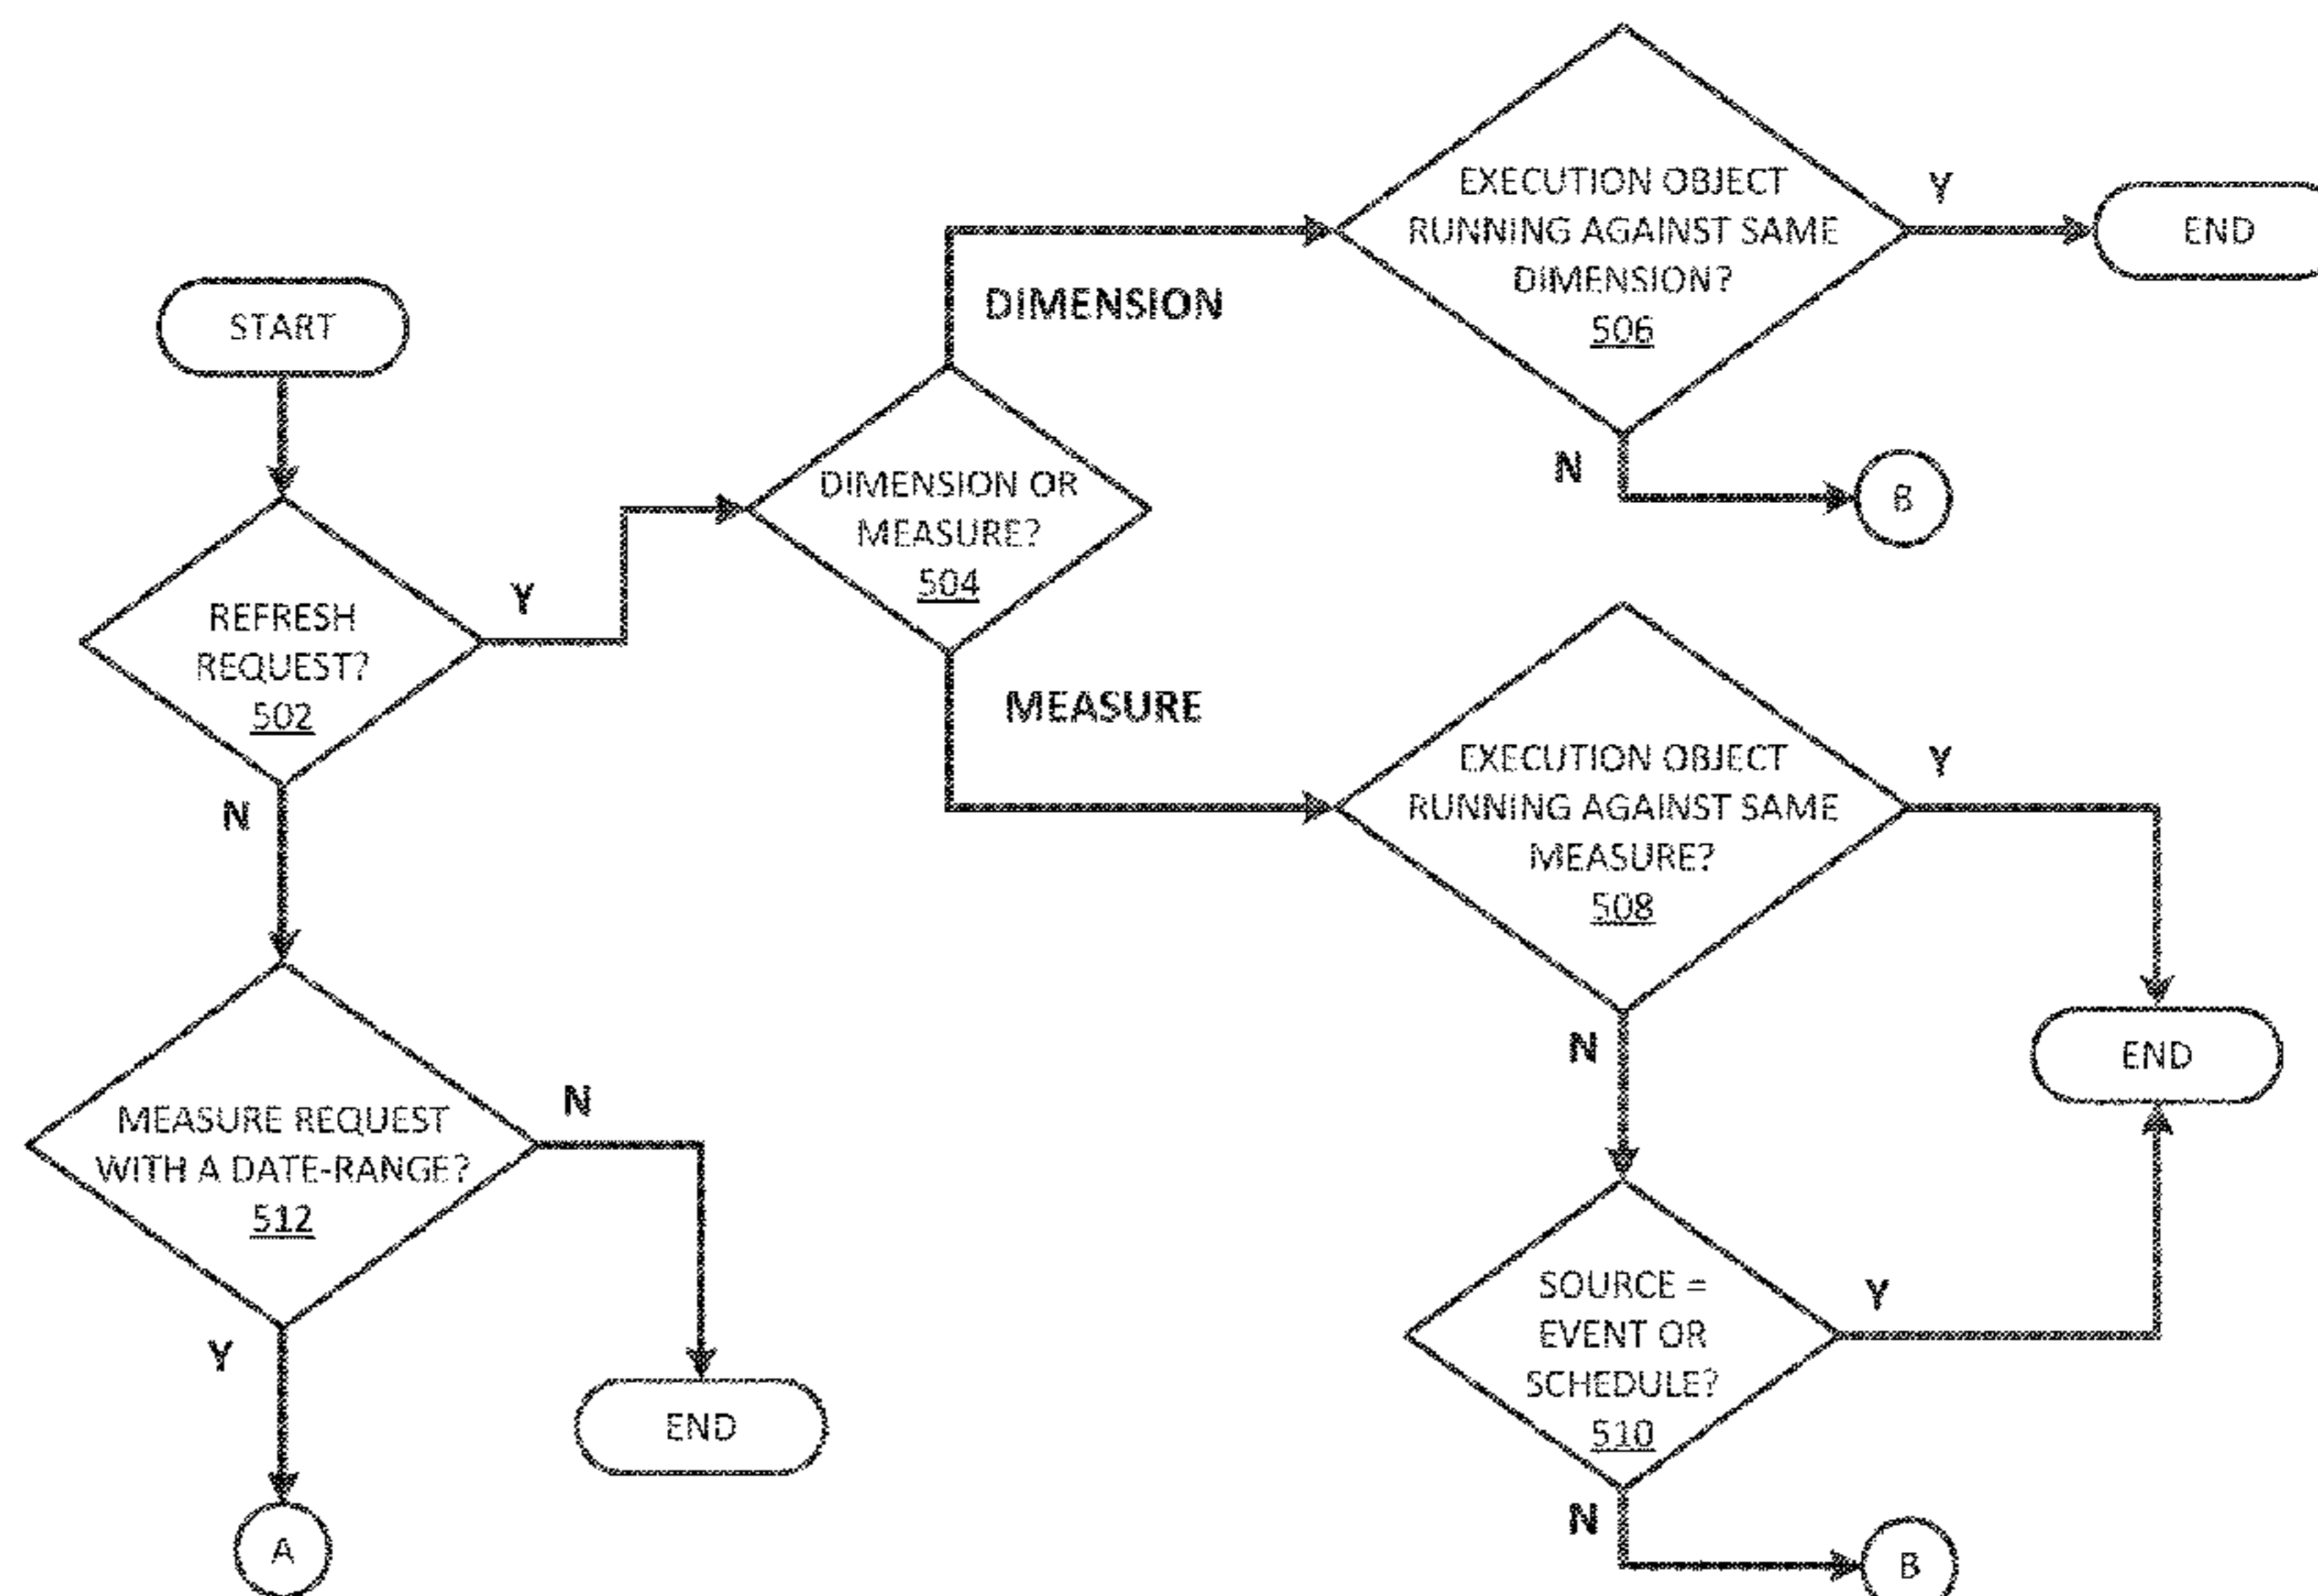 START
REFRESH
REQUEST?
502
Y
N
DIMENSION OR
MEASURE?
504
DIMENSION
MEASURE
EXECUTION OBJECT
RUNNING AGAINST SAME
DIMENSION?
506
Y
END
N
B
EXECUTION OBJECT
RUNNING AGAINST SAME
MEASURE?
508
Y
N
END
SOURCE =
EVENT OR
SCHEDULE?
510
Y
N
B
MEASURE REQUEST
WITH A DATE-RANGE?
512
N
Y
END
A